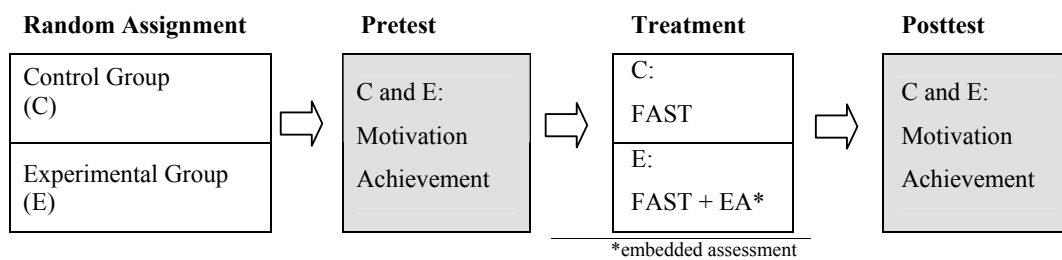 Random Assignment
Control Group
(C)
Experimental Group
(E)
Pretest
C and E:
Motivation
Achievement
Treatment
C:
FAST
E:
FAST + EA*
*embedded assessment
Posttest
C and E:
Motivation
Achievement